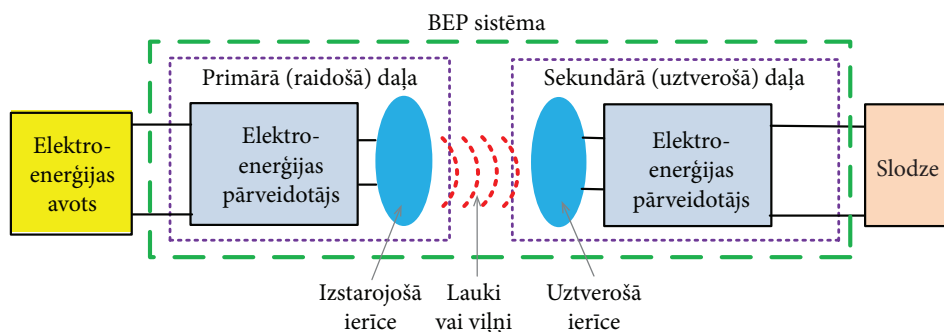 BEP sistēma
Primārā (raidošā) daļa
Sekundārā (uztverošā) daļa
Elektro-
enerģijas
avots
Elektro-
enerģijas
pārveidotājs
Elektro-
enerģijas
pārveidotājs
Slodze
Izstarojošā
ierīce
Lauki
vai viļņi
Uztverošā
ierīce